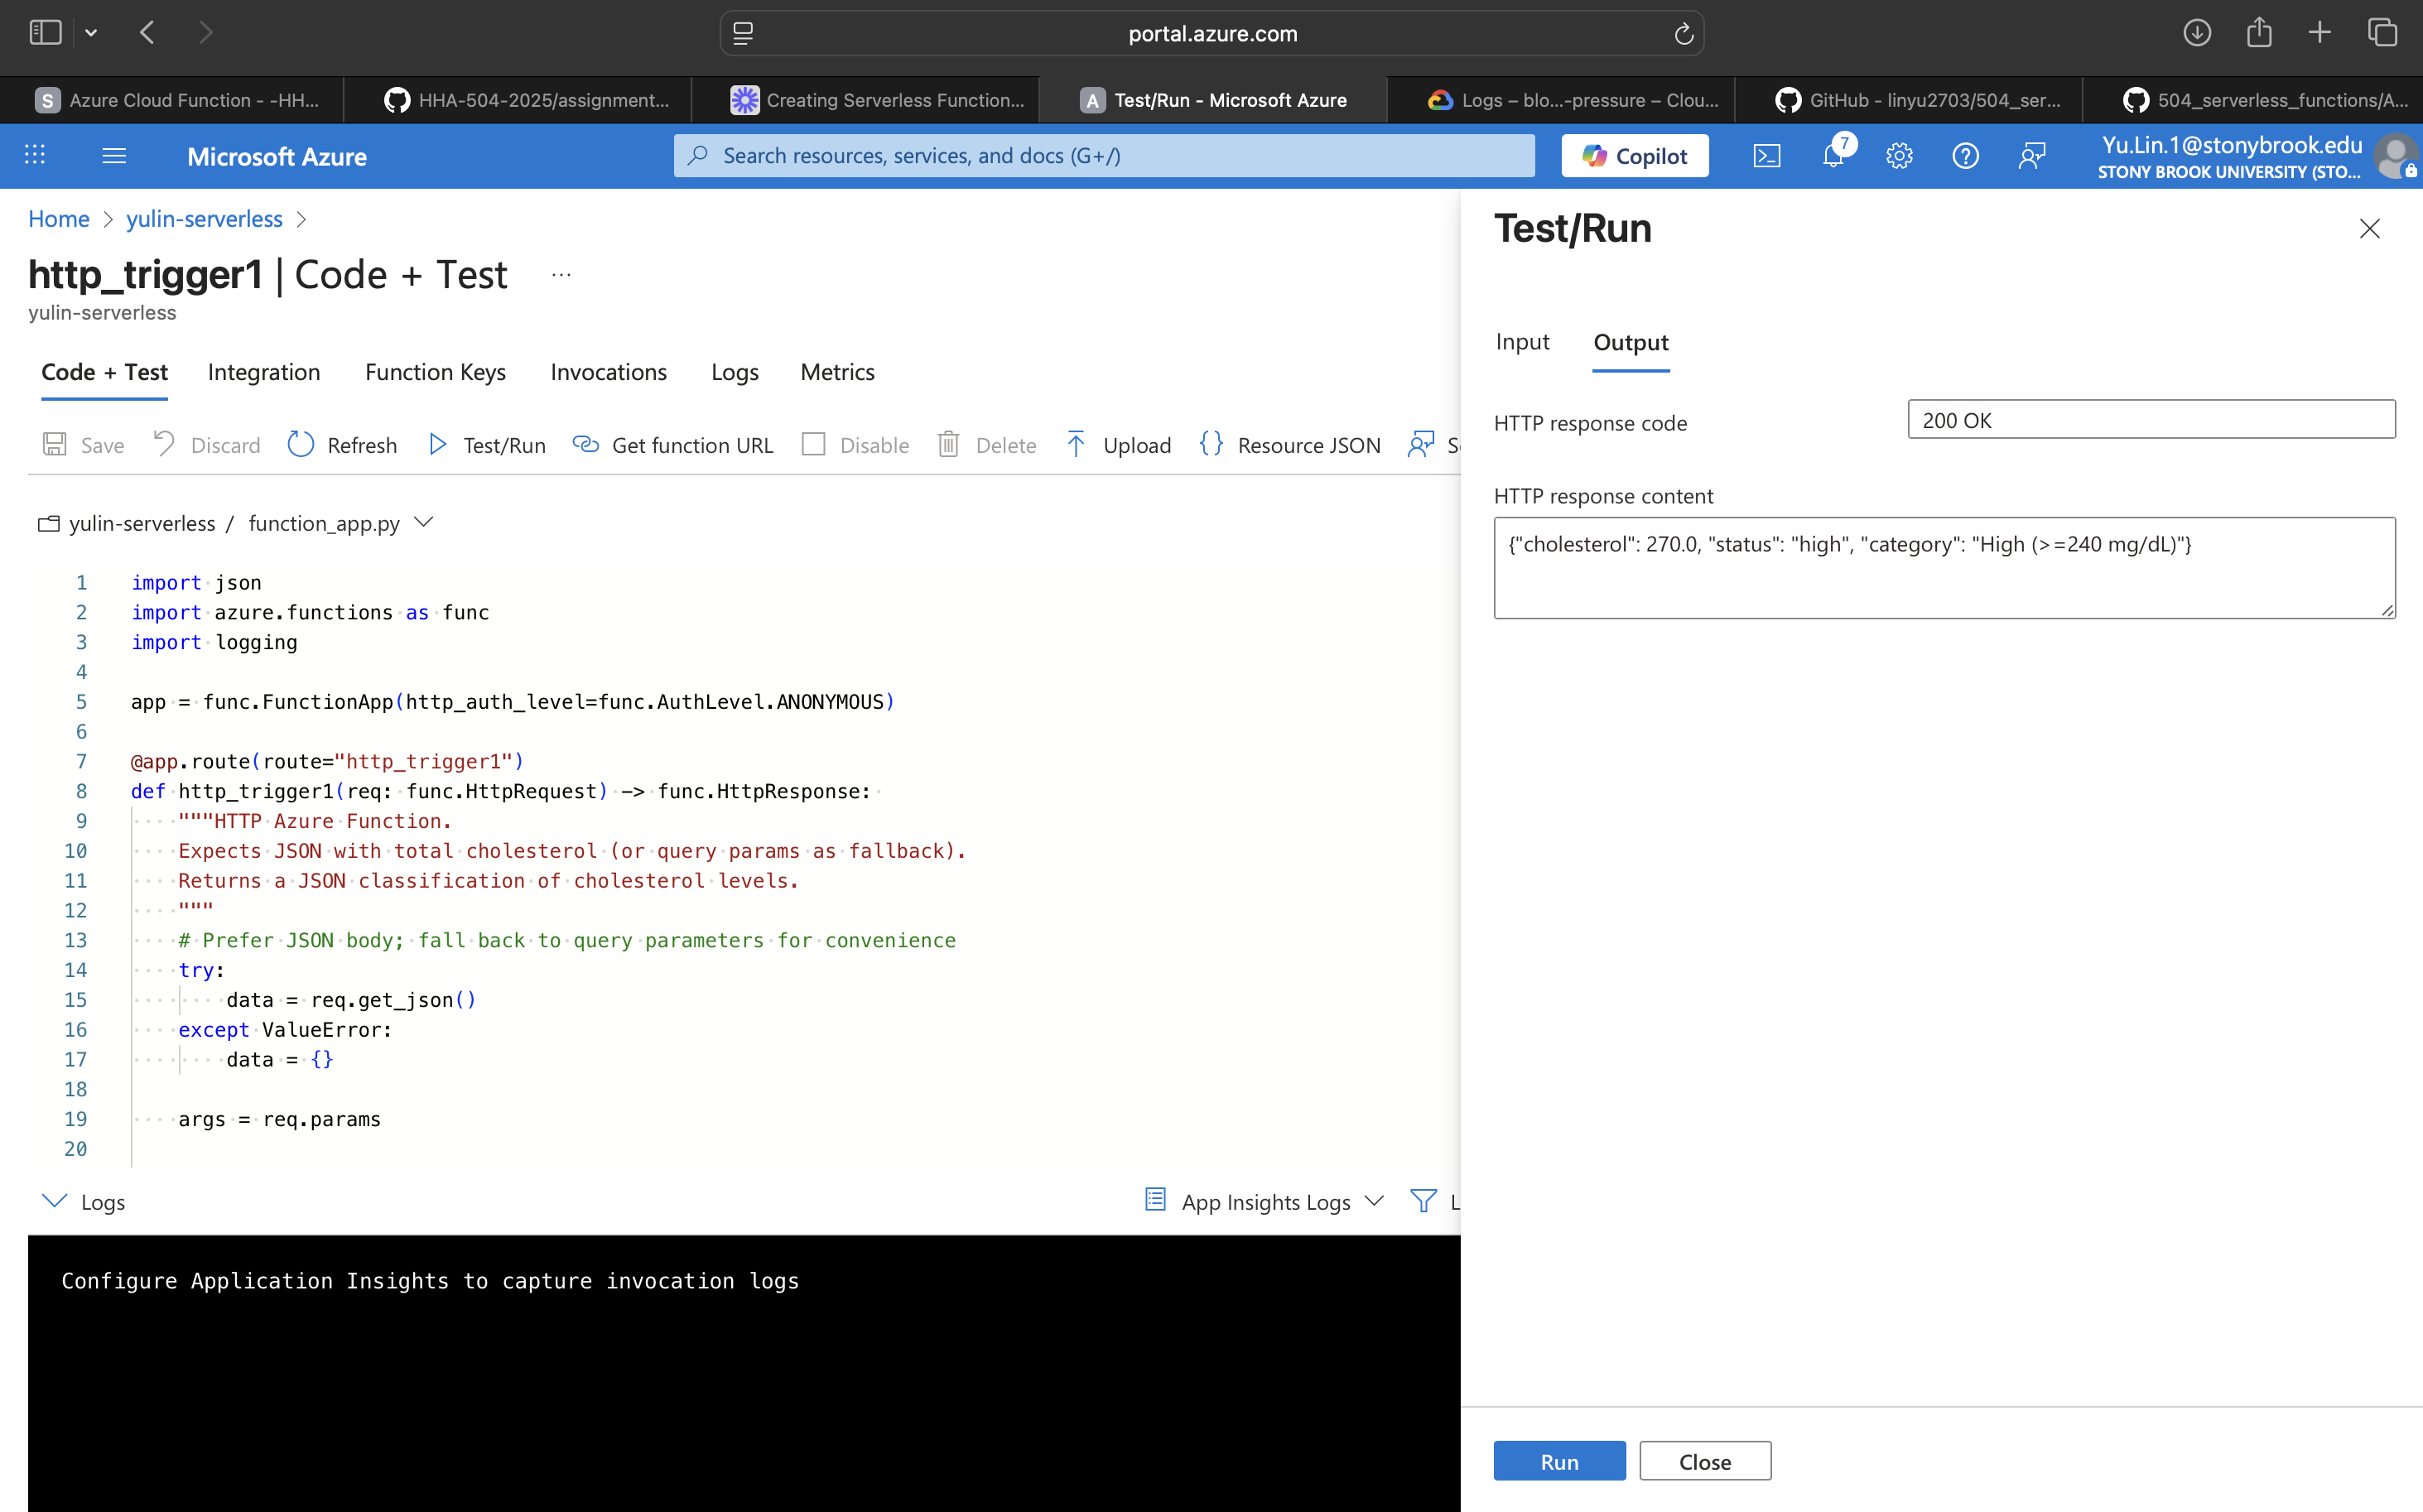 portal.azure.com
S Azure Cloud Function - -HH...
HHA-504-2025/assignment...
Creating Serverless Function...
A Test/Run - Microsoft Azure
Logs – blo...-pressure – Clou...
GitHub - linyu2703/504_ser...
504_serverless_functions/A...
Microsoft Azure
Search resources, services, and docs (G+/)
Copilot
7
Yu.Lin.1@stonybrook.edu
STONY BROOK UNIVERSITY (STO...
Home > yulin-serverless >
http_trigger1 | Code + Test ...
yulin-serverless
Code + Test Integration Function Keys Invocations Logs Metrics
Save Discard Refresh Test/Run Get function URL Disable Delete Upload {} Resource JSON
yulin-serverless / function_app.py
1 import json
2 import azure.functions as func
3 import logging
4
5 app = func.FunctionApp(http_auth_level=func.AuthLevel.ANONYMOUS)
6
7 @app.route(route="http_trigger1")
8 def http_trigger1(req: func.HttpRequest) -> func.HttpResponse:
9 """HTTP Azure Function.
10 Expects JSON with total cholesterol (or query params as fallback).
11 Returns a JSON classification of cholesterol levels.
12 """
13 # Prefer JSON body; fall back to query parameters for convenience
14 try:
15 data = req.get_json()
16 except ValueError:
17 data = {}
18
19 args = req.params
20
Logs
App Insights Logs
L
Configure Application Insights to capture invocation logs
Test/Run
Input Output
HTTP response code
200 OK
HTTP response content
{"cholesterol": 270.0, "status": "high", "category": "High (>=240 mg/dL)"}
Run
Close